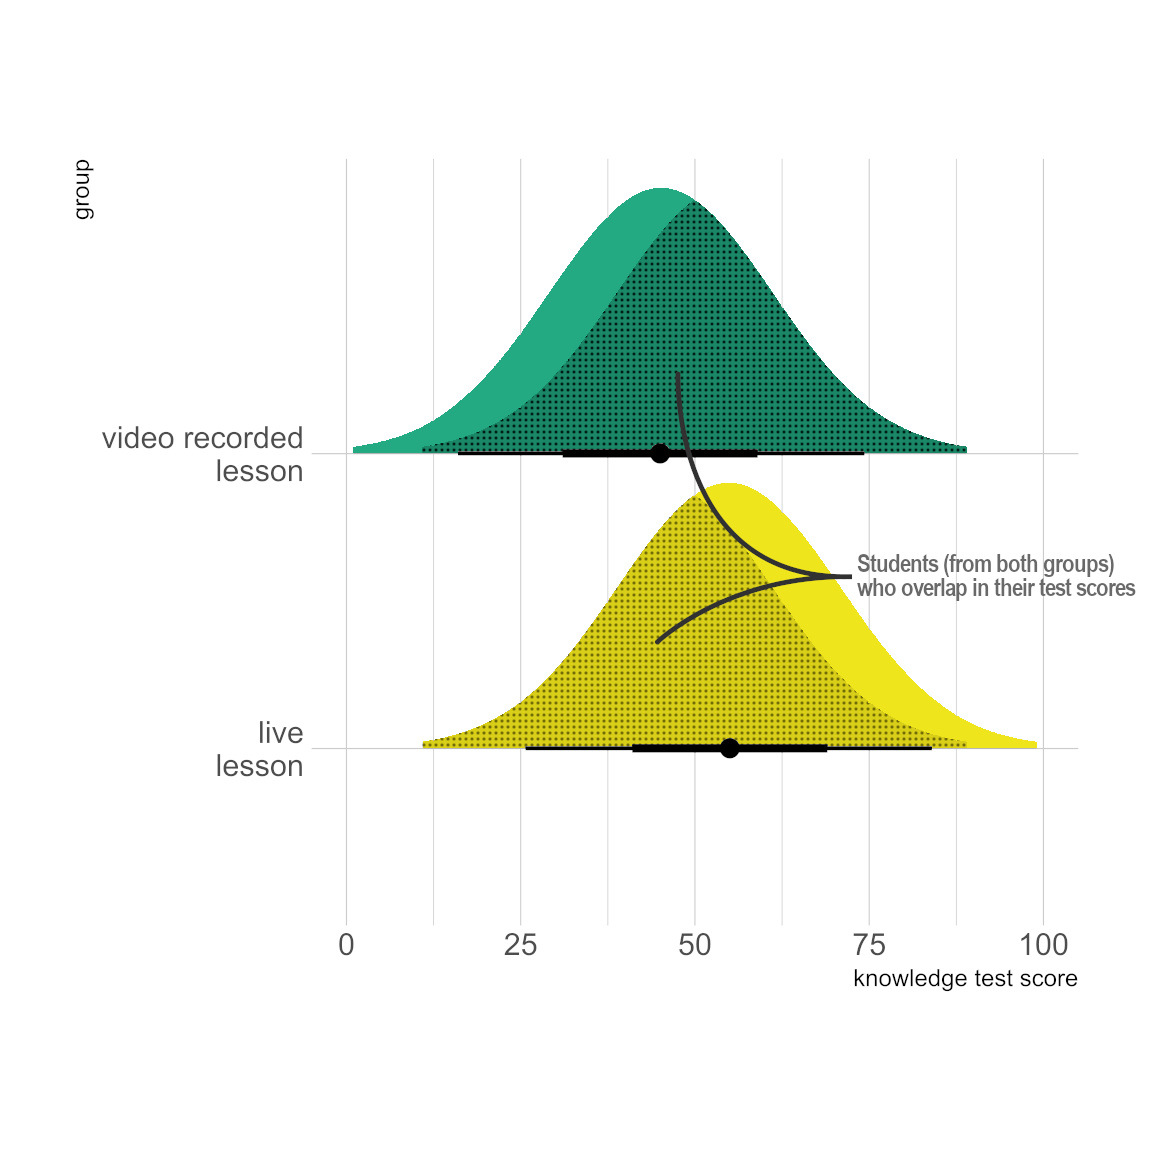 group
video recorded
lesson
Students (from both groups)
who overlap in their test scores
live
lesson
0 25 50 75 100
knowledge test score